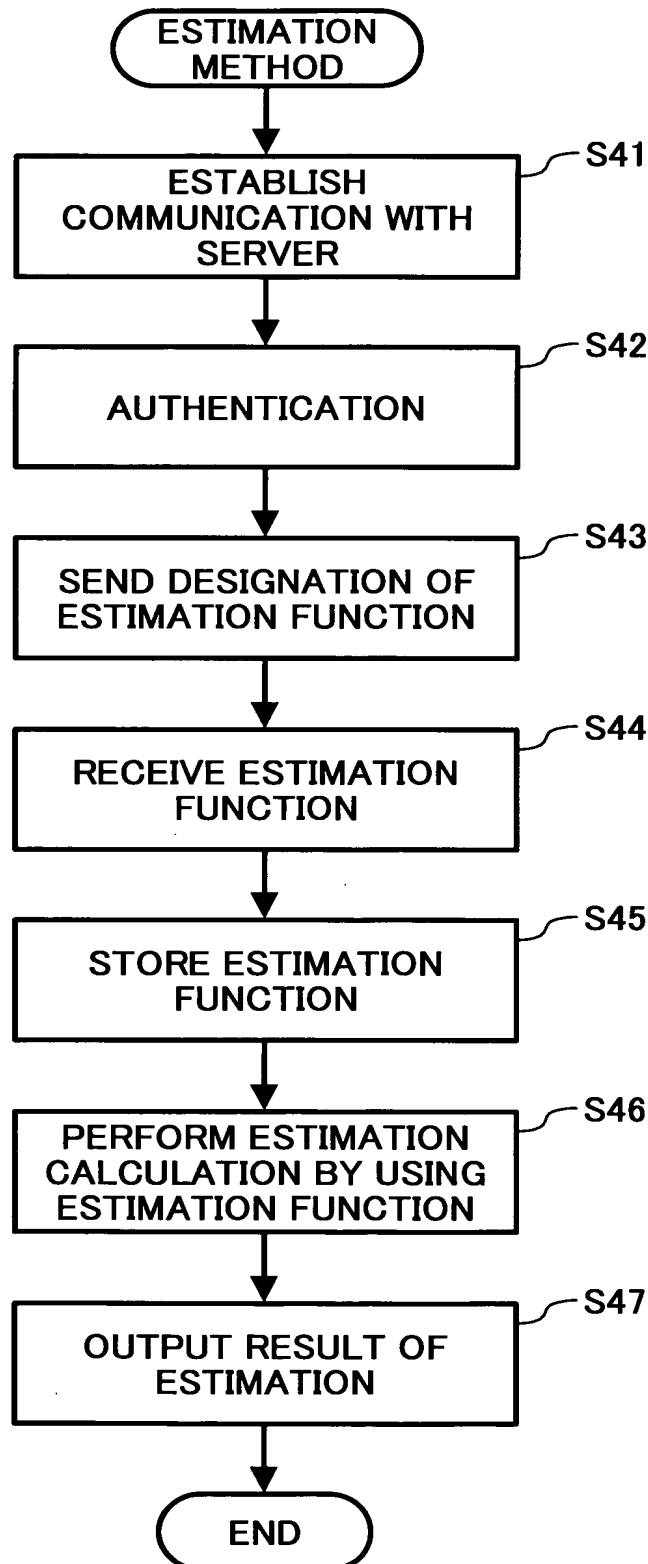 ESTIMATION
METHOD
S41
ESTABLISH
COMMUNICATION WITH
SERVER
S42
AUTHENTICATION
S43
SEND DESIGNATION OF
ESTIMATION FUNCTION
S44
RECEIVE ESTIMATION
FUNCTION
S45
STORE ESTIMATION
FUNCTION
S46
PERFORM ESTIMATION
CALCULATION BY USING
ESTIMATION FUNCTION
S47
OUTPUT RESULT OF
ESTIMATION
END